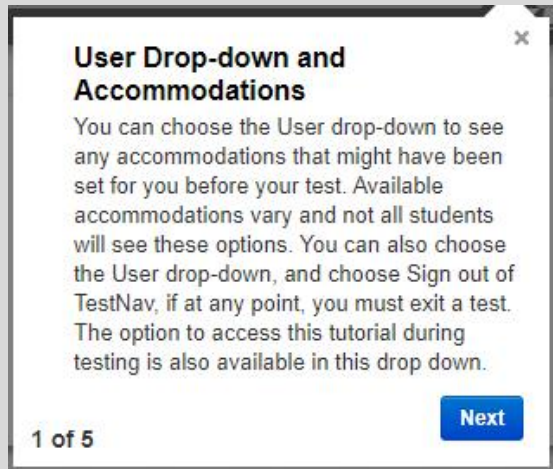 ×
User Drop-down and
Accommodations
You can choose the User drop-down to see
any accommodations that might have been
set for you before your test. Available
accommodations vary and not all students
will see these options. You can also choose
the User drop-down, and choose Sign out of
TestNav, if at any point, you must exit a test.
The option to access this tutorial during
testing is also available in this drop down.
Next
1 of 5